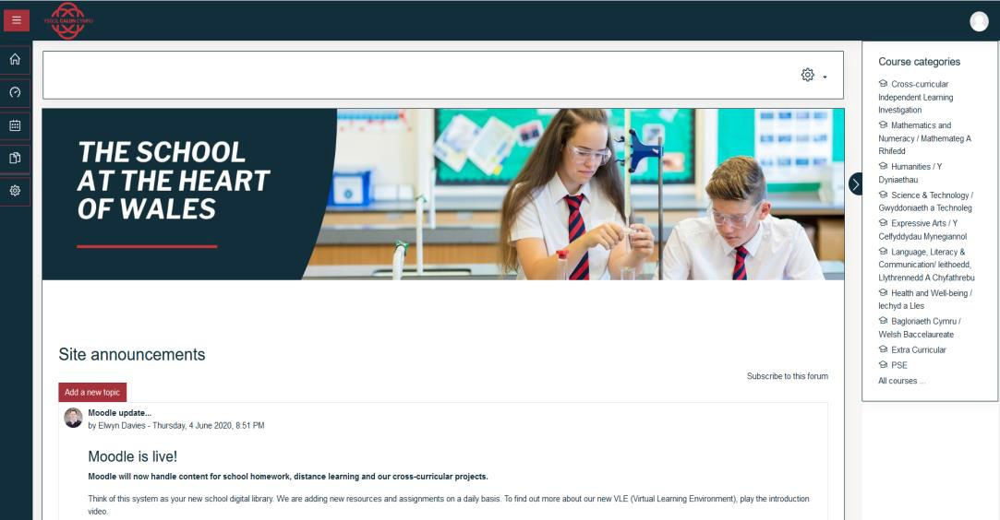 YSGOL CALON CYMRU
THE SCHOOL
AT THE HEART
OF WALES
Site announcements
Subscribe to this forum
Add a new topic
Moodle update...
by Elwyn Davies - Thursday, 4 June 2020, 8:51 PM
Moodle is live!
Moodle will now handle content for school homework, distance learning and our cross-curricular projects.
Think of this system as your new school digital library. We are adding new resources and assignments on a daily basis. To find out more about our new VLE (Virtual Learning Environment), play the introduction
video.
Course categories
Cross-curricular
Independent Learning
Investigation
Mathematics and
Numeracy / Mathemateg A
Rhifedd
Humanities / Y
Dyniaethau
Science & Technology /
Gwyddoniaeth a Technoleg
Expressive Arts / Y
Celfyddydau Mynegiannol
Language, Literacy &
Communication/ Ieithoedd,
Llythrennedd A Chyfathrebu
Health and Well-being /
Iechyd a Lles
Bagloriaeth Cymru /
Welsh Baccelaureate
Extra Curricular
PSE
All courses ...